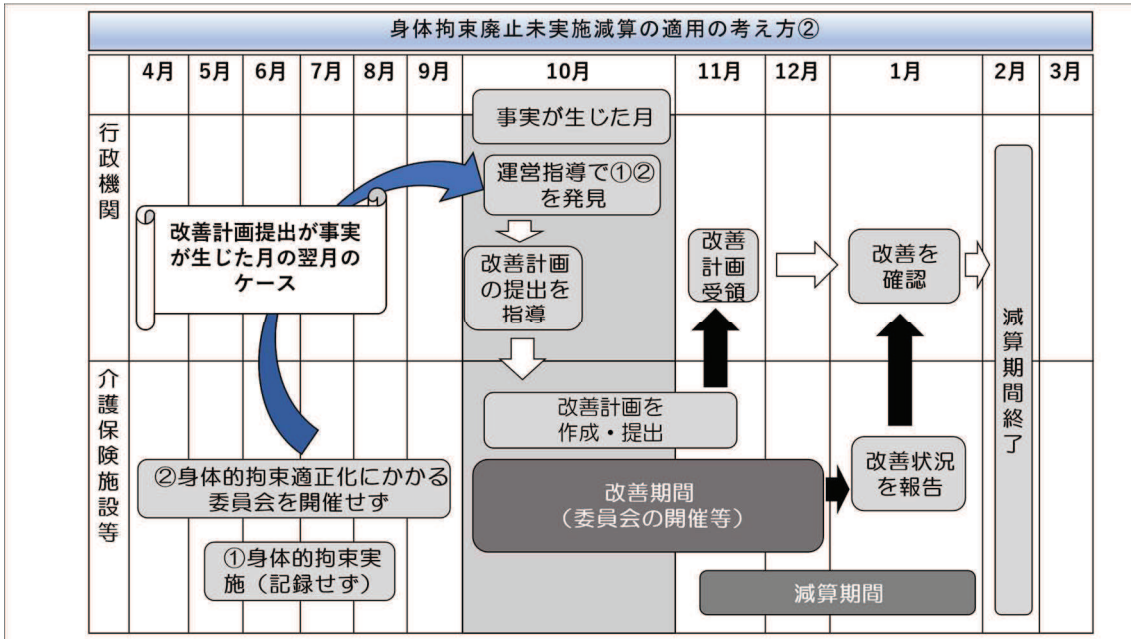 身体拘束廃止未実施減算の適用の考え方②
4月 5月 6月 7月 8月 9月 10月 11月 12月 1月 2月 3月
行政機関
事実が生じた月
運営指導で①②
を発見
改善計画提出が事実
が生じた月の翌月の
ケース
改善計画
の提出を
指導
改善
計画
受領
改善を
確認
減算期間終了
介護保険施設等
改善計画を
作成・提出
②身体的拘束適正化にかかる
委員会を開催せず
改善期間
（委員会の開催等）
改善状況
を報告
①身体的拘束実
施（記録せず）
減算期間